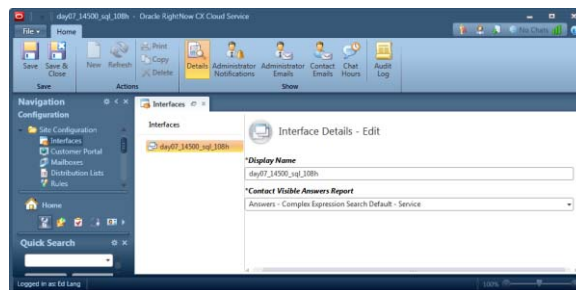 day07_14500_sql_108h - Oracle RightNow CX Cloud Service
File Home
No Chats
Save Save & Close New Refresh Print Copy Delete Details Administrator Notifications Administrator Emails Contact Emails Chat Hours Audit Log
Save Actions Show
Navigation
Configuration
Site Configuration
Interfaces
Customer Portal
Mailboxes
Distribution Lists
Rules
Home
Quick Search
Interfaces
Interfaces
day07_14500_sql_108h
Interface Details - Edit
*Display Name
day07_14500_sql_108h
*Contact Visible Answers Report
Answers - Complex Expression Search Default - Service
Logged in as: Ed Lang
100%